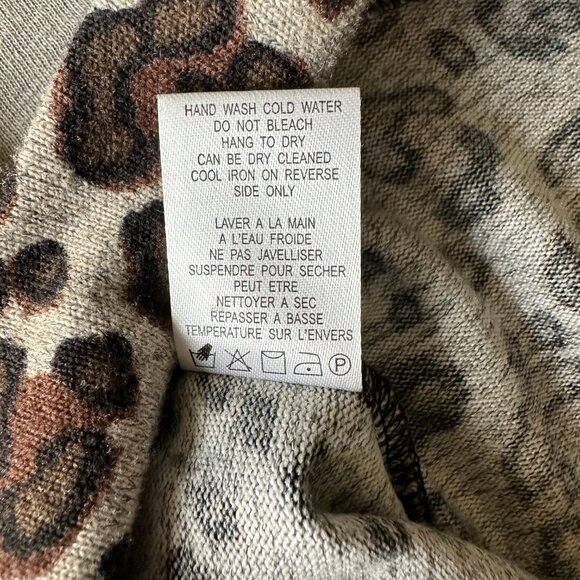 HAND WASH COLD WATER
DO NOT BLEACH
HANG TO DRY
CAN BE DRY CLEANED
COOL IRON ON REVERSE
SIDE ONLY
LAVER A LA MAIN
A L'EAU FROIDE
NE PAS JAVELLISER
SUSPENDRE POUR SECHER
PEUT ETRE
NETTOYER A SEC
REPASSER A BASSE
TEMPERATURE SUR L'ENVERS
P